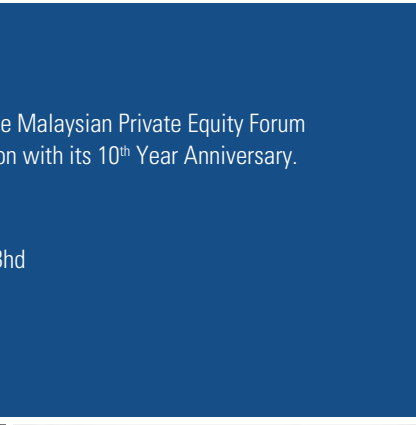 e Malaysian Private Equity Forum
on with its 10th Year Anniversary.
Bhd